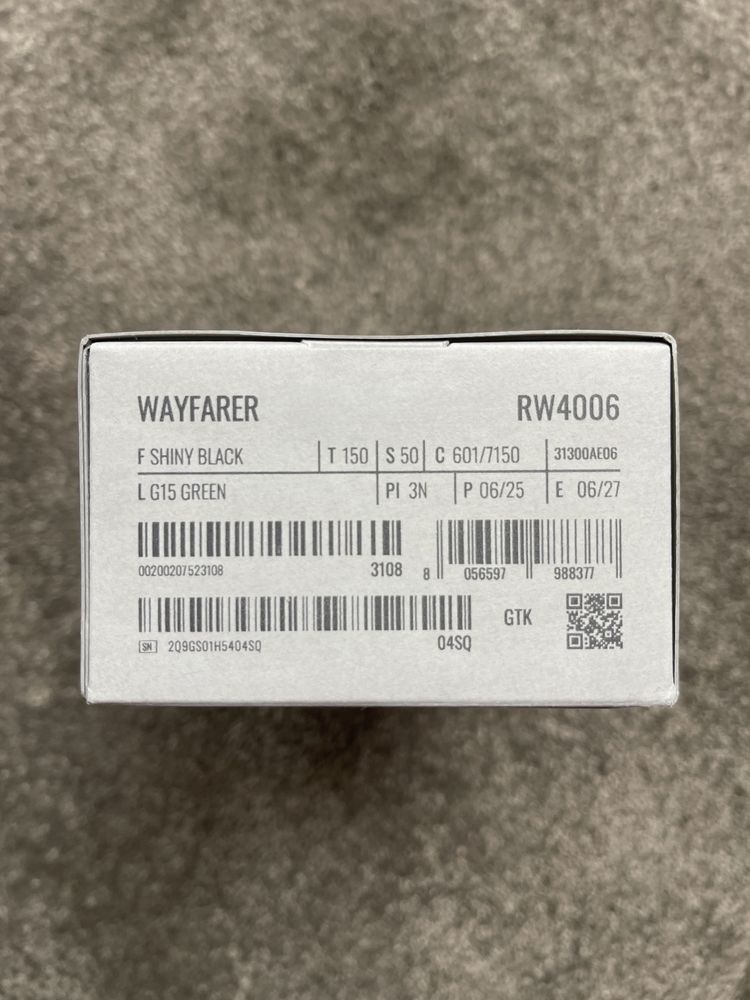 WAYFARER RW4006
F SHINY BLACK T 150 S 50 C 601/7150 31300AE06
L G15 GREEN PI 3N P 06/25 E 06/27
00200207523108 3108 8 056597 988377
SN 2Q9GS01H5404SQ 04SQ GTK